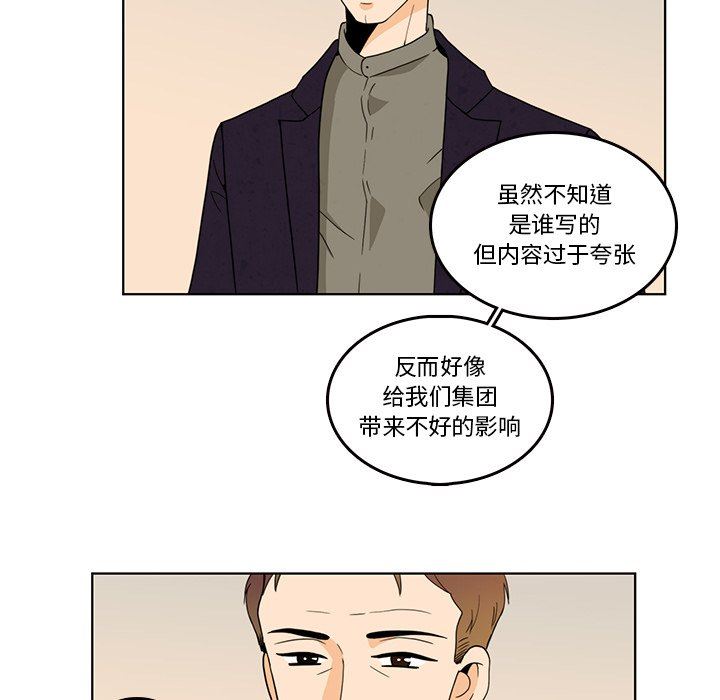 虽然不知道
是谁写的
但内容过于夸张
反而好像
给我们集团
带来不好的影响